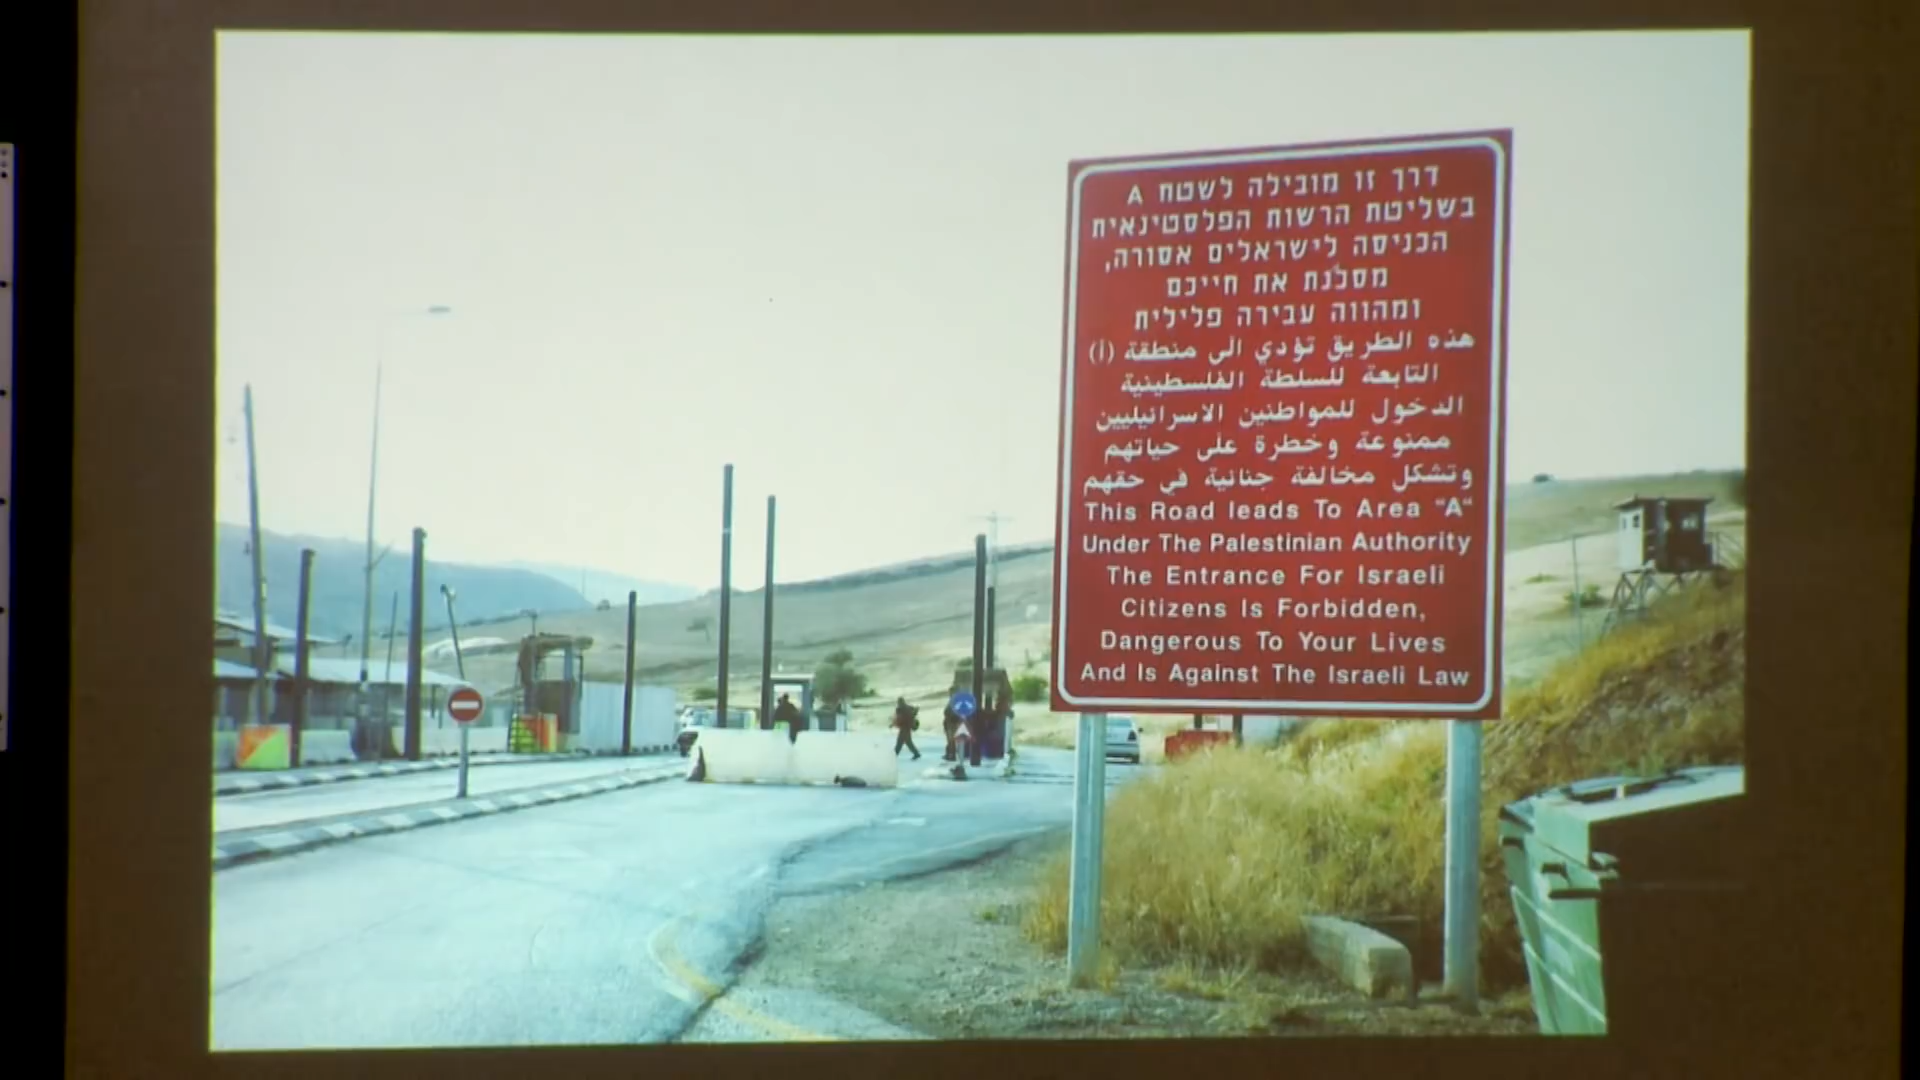 דרך זו מובילה לשטח A
בשליטת הרשות הפלסטינאית
הכניסה לישראלים אסורה,
מסכנת את חייכם
ומהווה עבירה פלילית
هذه الطريق تؤدي الى منطقة (أ)
التابعة للسلطة الفلسطينية
الدخول للمواطنين الاسرائيليين
ممنوعة وخطرة على حياتهم
وتشكل مخالفة جنائية في حقهم
This Road leads To Area "A"
Under The Palestinian Authority
The Entrance For Israeli
Citizens Is Forbidden,
Dangerous To Your Lives
And Is Against The Israeli Law